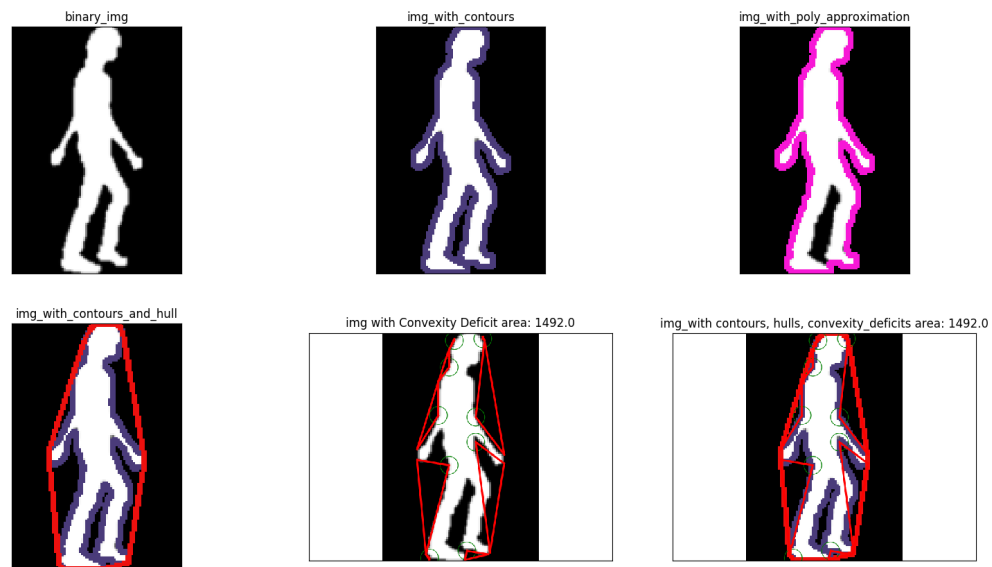 binary_img
img_with_contours
img_with_poly_approximation
img_with_contours_and_hull
img with Convexity Deficit area: 1492.0
img_with contours, hulls, convexity_deficits area: 1492.0